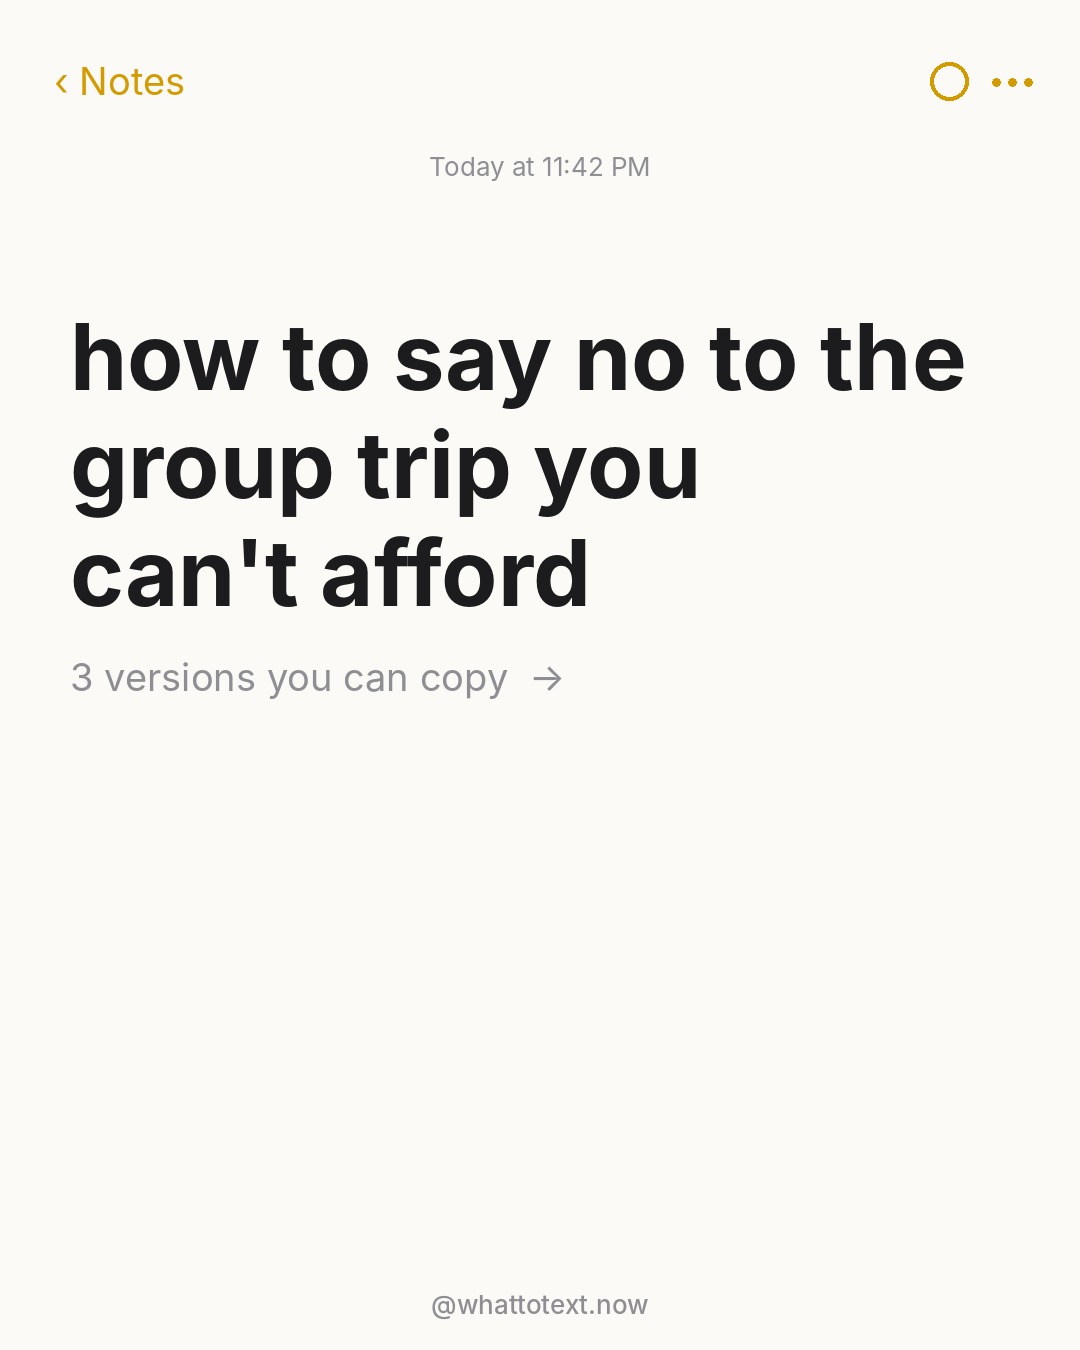 ‹ Notes
Today at 11:42 PM
how to say no to the
group trip you
can't afford
3 versions you can copy →
@whattotext.now